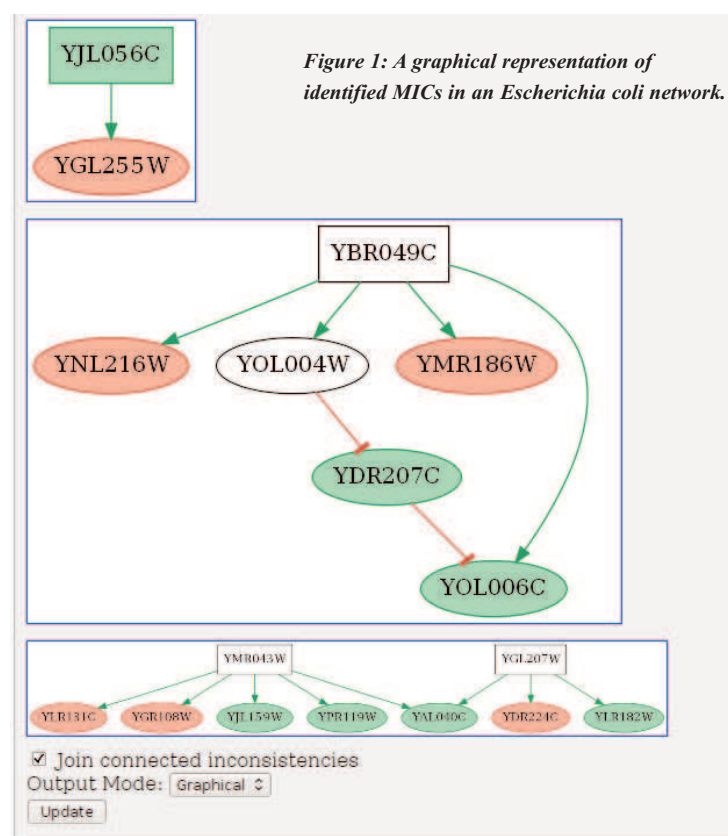 YJL056C
Figure 1: A graphical representation of
identified MICs in an Escherichia coli network.
YGL255W
YBR049C
YNL216W
YOL004W
YMR186W
YDR207C
YOL006C
YMR043W
YGL207W
YLR131C
YGR108W
YJL159W
YPR119W
YAL040C
YDR224C
YLR182W
Join connected inconsistencies
Output Mode: Graphical
Update